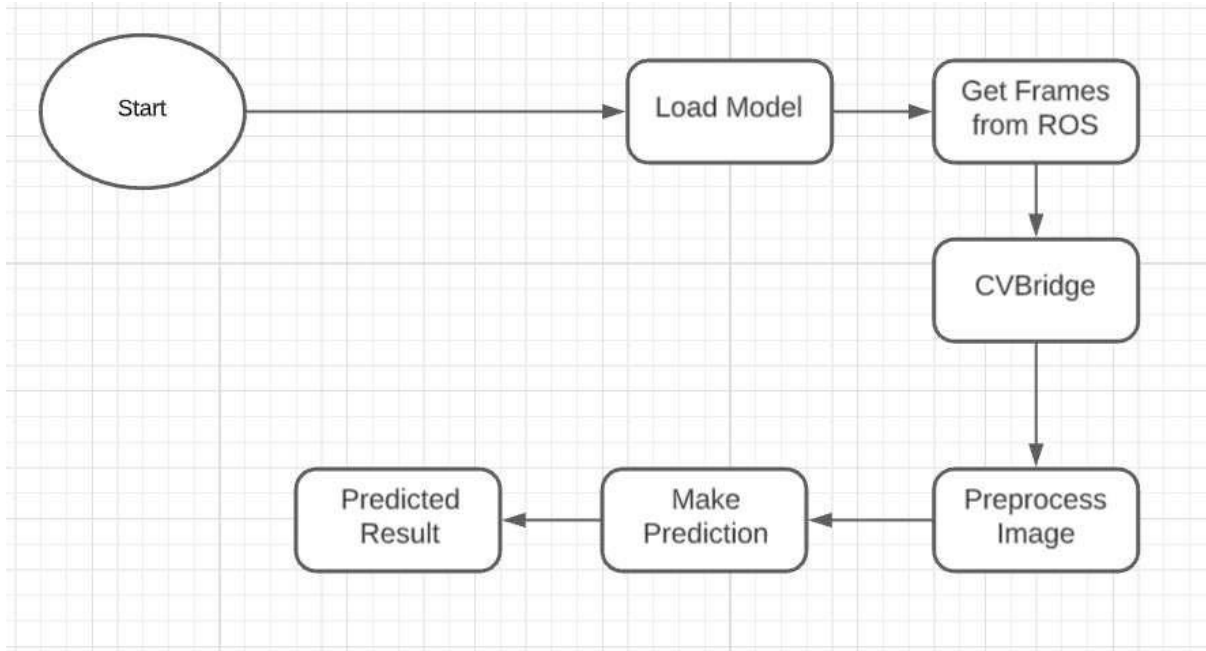 Start
Load Model
Get Frames
from ROS
CVBridge
Preprocess
Image
Make
Prediction
Predicted
Result